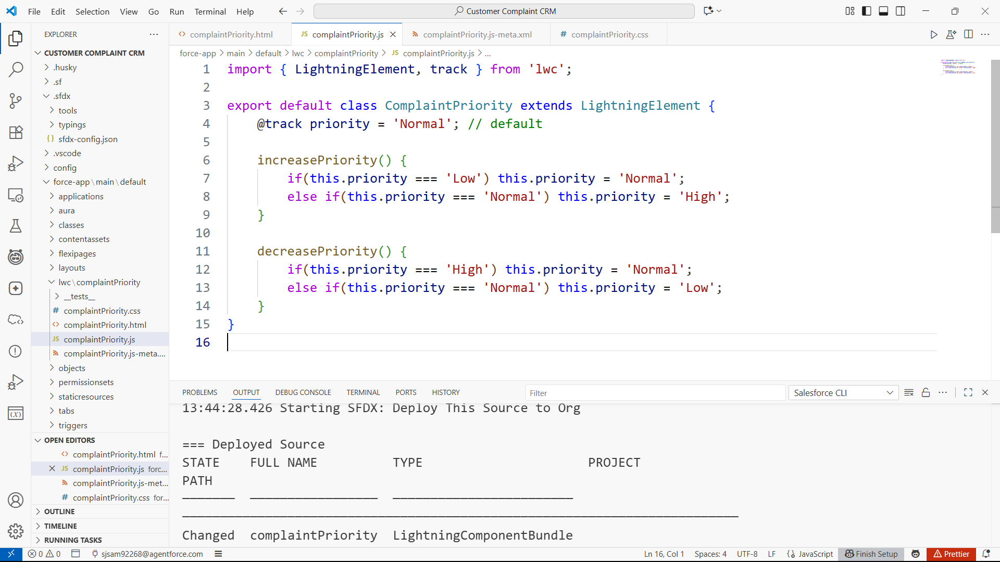 File Edit Selection View Go Run Terminal Help
Customer Complaint CRM
EXPLORER
CUSTOMER COMPLAINT CRM
.husky
.sf
.sfdx
tools
typings
{} sfdx-config.json
.vscode
config
force-app\main\default
applications
aura
classes
contentassets
flexipages
layouts
lwc\complaintPriority
__tests__
# complaintPriority.css
<> complaintPriority.html
JS complaintPriority.js
complaintPriority.js-meta....
objects
permissionsets
staticresources
tabs
triggers
OPEN EDITORS
<> complaintPriority.html f...
JS complaintPriority.js forc...
complaintPriority.js-met...
# complaintPriority.css for...
OUTLINE
TIMELINE
RUNNING TASKS
<> complaintPriority.html
JS complaintPriority.js
complaintPriority.js-meta.xml
# complaintPriority.css
force-app > main > default > lwc > complaintPriority > JS complaintPriority.js > ...
1 import { LightningElement, track } from 'lwc';
2
3 export default class ComplaintPriority extends LightningElement {
4 @track priority = 'Normal'; // default
5
6 increasePriority() {
7 if(this.priority === 'Low') this.priority = 'Normal';
8 else if(this.priority === 'Normal') this.priority = 'High';
9 }
10
11 decreasePriority() {
12 if(this.priority === 'High') this.priority = 'Normal';
13 else if(this.priority === 'Normal') this.priority = 'Low';
14 }
15 }
16
PROBLEMS OUTPUT DEBUG CONSOLE TERMINAL PORTS HISTORY
Filter
Salesforce CLI
13:44:28.426 Starting SFDX: Deploy This Source to Org
=== Deployed Source
STATE FULL NAME TYPE PROJECT
PATH
Changed complaintPriority LightningComponentBundle
0 0 sjsam92268@agentforce.com
Ln 16, Col 1 Spaces: 4 UTF-8 LF {} JavaScript Finish Setup Prettier